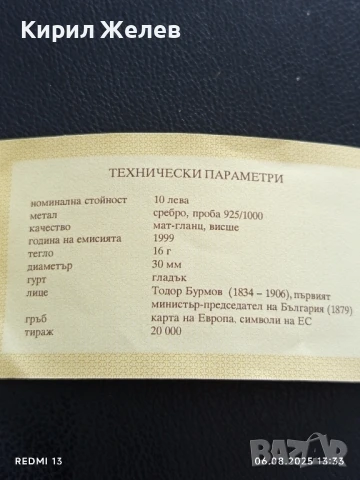 Кирил Желев
ТЕХНИЧЕСКИ ПАРАМЕТРИ
номинална стойност 10 лева
метал сребро, проба 925/1000
качество мат-гланц, висше
година на емисията 1999
тегло 16 г
диаметър 30 мм
гурт гладък
лице Тодор Бурмов (1834 – 1906), първият
министър-председател на България (1879)
гръб карта на Европа, символи на ЕС
тираж 20 000
REDMI 13
06.08.2025 13:33
BAZAR